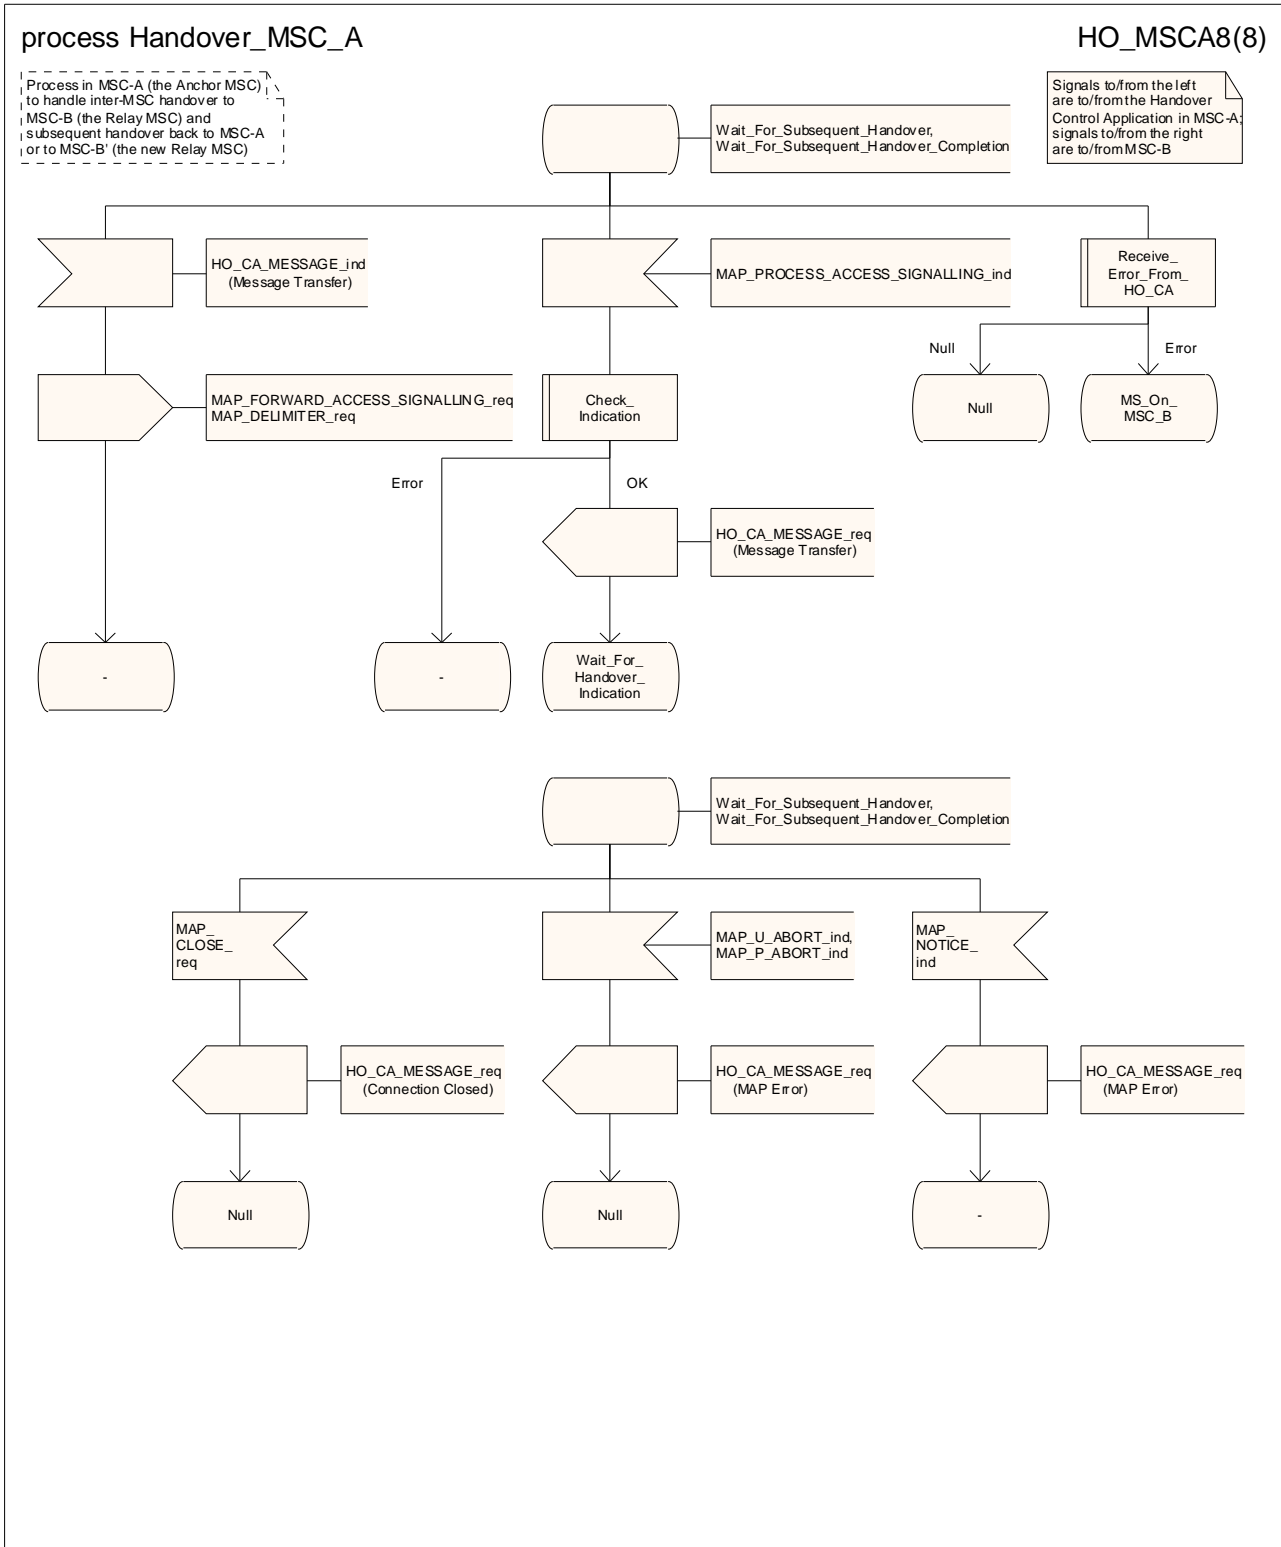 process Handover_MSC_A
HO_MSCA8(8)
Process in MSC-A (the Anchor MSC)
to handle inter-MSC handover to
MSC-B (the Relay MSC) and
subsequent handover back to MSC-A
or to MSC-B' (the new Relay MSC)
Signals to/from the left
are to/from the Handover
Control Application in MSC-A;
signals to/from the right
are to/from MSC-B
Wait_For_Subsequent_Handover,
Wait_For_Subsequent_Handover_Completion
HO_CA_MESSAGE_ind
(Message Transfer)
MAP_PROCESS_ACCESS_SIGNALLING_ind
Receive_
Error_From_
HO_CA
Null
Error
MAP_FORWARD_ACCESS_SIGNALLING_req
MAP_DELIMITER_req
Check_
Indication
Null
MS_On_
MSC_B
Error
OK
HO_CA_MESSAGE_req
(Message Transfer)
-
-
Wait_For_
Handover_
Indication
Wait_For_Subsequent_Handover,
Wait_For_Subsequent_Handover_Completion
MAP_
CLOSE_
req
MAP_U_ABORT_ind,
MAP_P_ABORT_ind
MAP_
NOTICE_
ind
HO_CA_MESSAGE_req
(Connection Closed)
HO_CA_MESSAGE_req
(MAP Error)
HO_CA_MESSAGE_req
(MAP Error)
Null
Null
-